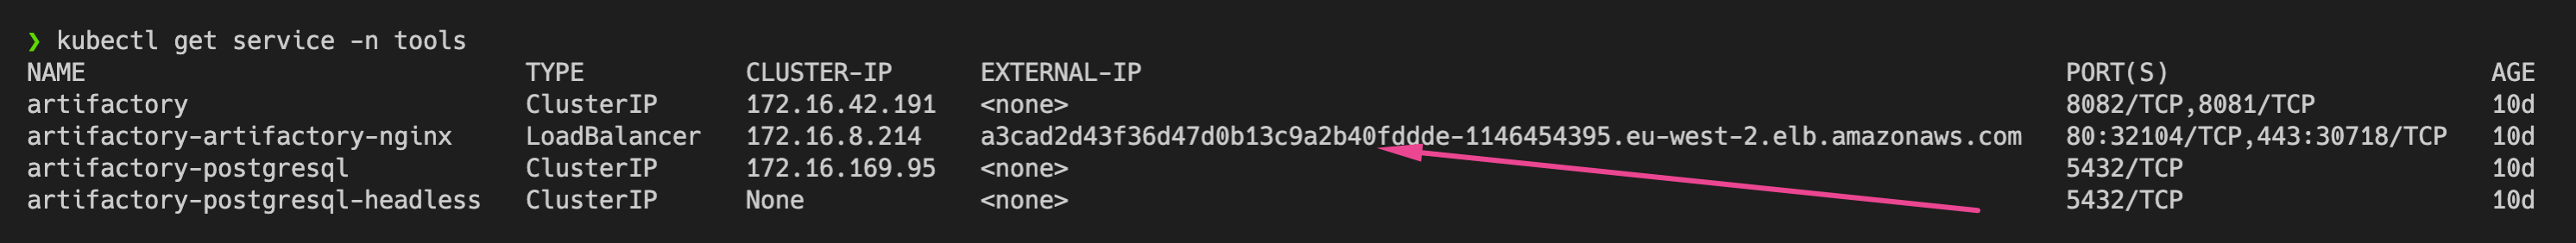 ❯ kubectl get service -n tools
NAME TYPE CLUSTER-IP EXTERNAL-IP PORT(S) AGE
artifactory ClusterIP 172.16.42.191 <none> 8082/TCP,8081/TCP 10d
artifactory-artifactory-nginx LoadBalancer 172.16.8.214 a3cad2d43f36d47d0b13c9a2b40fddde-1146454395.eu-west-2.elb.amazonaws.com 80:32104/TCP,443:30718/TCP 10d
artifactory-postgresql ClusterIP 172.16.169.95 <none> 5432/TCP 10d
artifactory-postgresql-headless ClusterIP None <none> 5432/TCP 10d